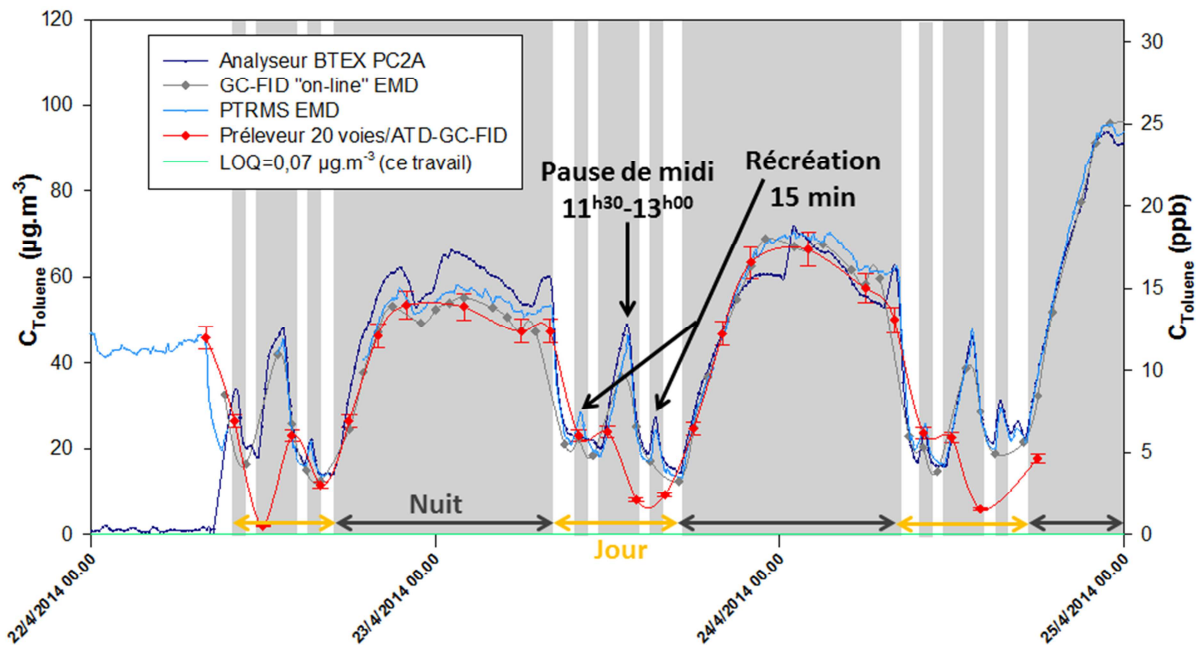 120
100
80
60
40
20
0
C_Toluene (µg.m⁻³)
Analyseur BTEX PC2A
GC-FID "on-line" EMD
PTRMS EMD
Préleveur 20 voies/ATD-GC-FID
LOQ=0,07 µg.m⁻³ (ce travail)
Pause de midi
11ʰ³⁰-13ʰ⁰⁰
Récréation
15 min
Nuit
Jour
30
25
20
15
10
5
0
C_Toluene (ppb)
22/4/2014 00.00
23/4/2014 00.00
24/4/2014 00.00
25/4/2014 00.00